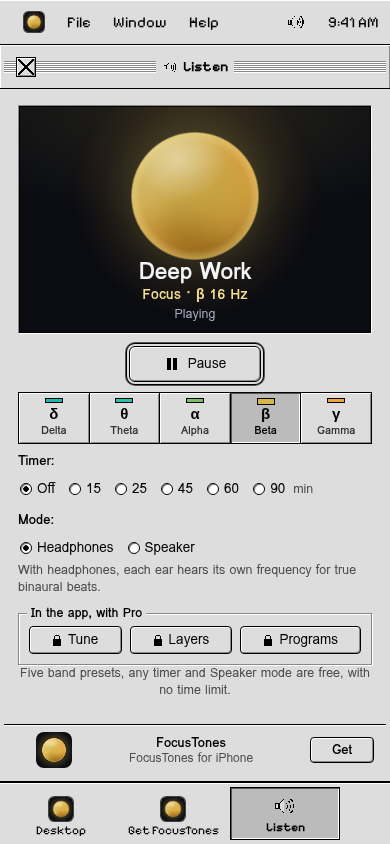 File Window Help 9:41 AM
Listen
Deep Work
Focus · β 16 Hz
Playing
Pause
δ θ α β γ
Delta Theta Alpha Beta Gamma
Timer:
Off 15 25 45 60 90 min
Mode:
Headphones Speaker
With headphones, each ear hears its own frequency for true
binaural beats.
In the app, with Pro
Tune Layers Programs
Five band presets, any timer and Speaker mode are free, with
no time limit.
FocusTones
FocusTones for iPhone
Get
Desktop Get FocusTones Listen